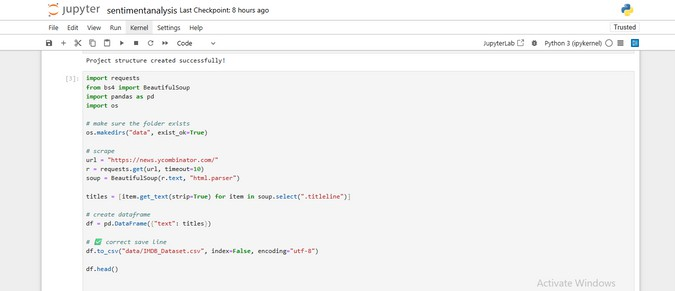 jupyter sentimentanalysis Last Checkpoint: 8 hours ago
File Edit View Run Kernel Settings Help Trusted
Code JupyterLab Python 3 (ipykernel)
Project structure created successfully!
[3]: import requests
from bs4 import BeautifulSoup
import pandas as pd
import os
# make sure the folder exists
os.makedirs("data", exist_ok=True)
# scrape
url = "https://news.ycombinator.com/"
r = requests.get(url, timeout=10)
soup = BeautifulSoup(r.text, "html.parser")
titles = [item.get_text(strip=True) for item in soup.select(".titleline")]
# create dataframe
df = pd.DataFrame({"text": titles})
# ✅ correct save line
df.to_csv("data/IMDB_Dataset.csv", index=False, encoding="utf-8")
df.head()
Activate Windows